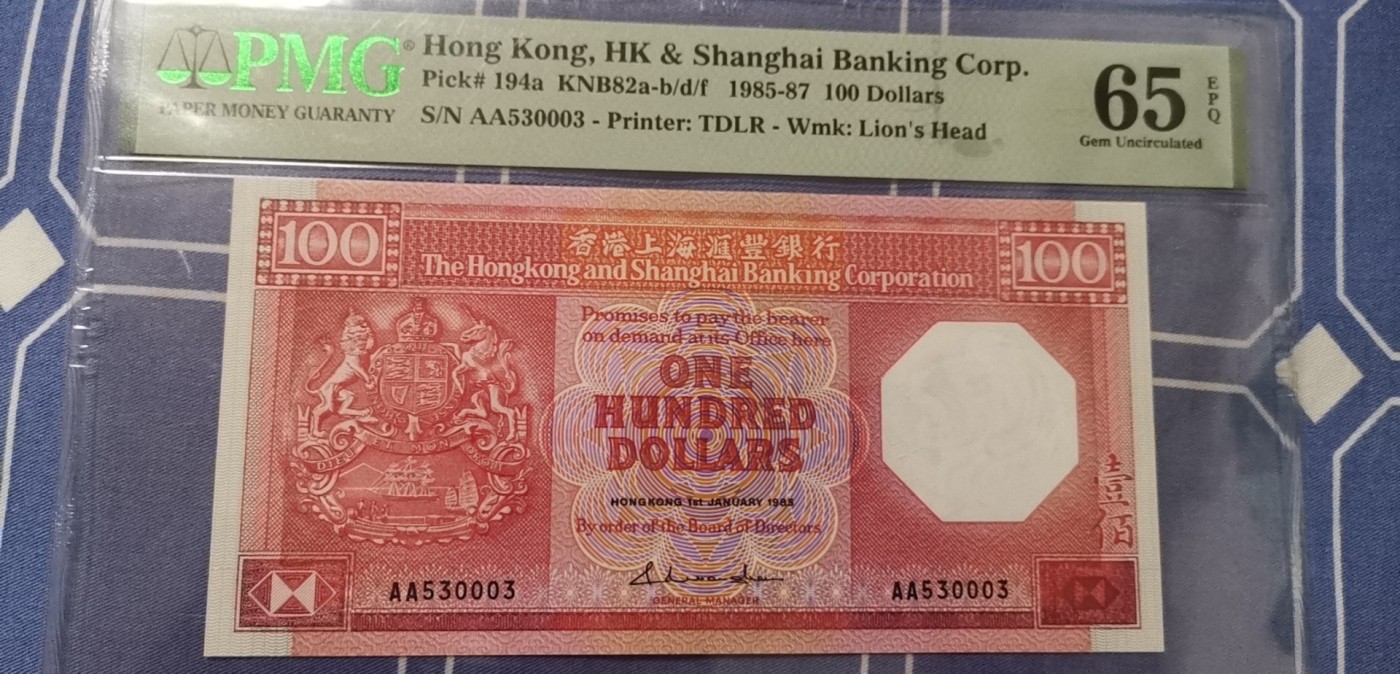 PMG®
PAPER MONEY GUARANTY
Hong Kong, HK & Shanghai Banking Corp.
Pick# 194a KNB82a-b/d/f 1985-87 100 Dollars
S/N AA530003 - Printer: TDLR - Wmk: Lion's Head
65
EPQ
Gem Uncirculated
100
香港上海滙豐銀行
100
The Hongkong and Shanghai Banking Corporation
Promises to pay the bearer
on demand at its Office here
ONE
HUNDRED
DOLLARS
HONGKONG 1st JANUARY 1985
By order of the Board of Directors
壹佰
AA530003
AA530003
GENERAL MANAGER